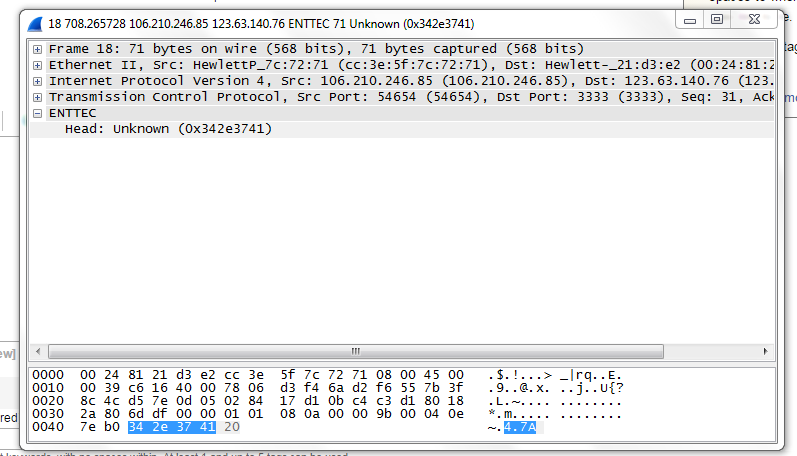 18 708.265728 106.210.246.85 123.63.140.76 ENTTEC 71 Unknown (0x342e3741)
Frame 18: 71 bytes on wire (568 bits), 71 bytes captured (568 bits)
Ethernet II, Src: HewlettP_7c:72:71 (cc:3e:5f:7c:72:71), Dst: Hewlett-_21:d3:e2 (00:24:81:2
Internet Protocol Version 4, Src: 106.210.246.85 (106.210.246.85), Dst: 123.63.140.76 (123.
Transmission Control Protocol, Src Port: 54654 (54654), Dst Port: 3333 (3333), Seq: 31, Ack
ENTTEC
Head: Unknown (0x342e3741)
0000 00 24 81 21 d3 e2 cc 3e 5f 7c 72 71 08 00 45 00 .$.!...> _|rq..E.
0010 00 39 c6 16 40 00 78 06 d3 f4 6a d2 f6 55 7b 3f .9..@.x. ..j..U{?
0020 8c 4c d5 7e 0d 05 02 84 17 d1 0b c4 c3 d1 80 18 .L.~.... ........
0030 2a 80 6d df 00 00 01 01 08 0a 00 00 9b 00 04 0e *.m..... ........
0040 7e b0 34 2e 37 41 20 ~.4.7A
ew]
red